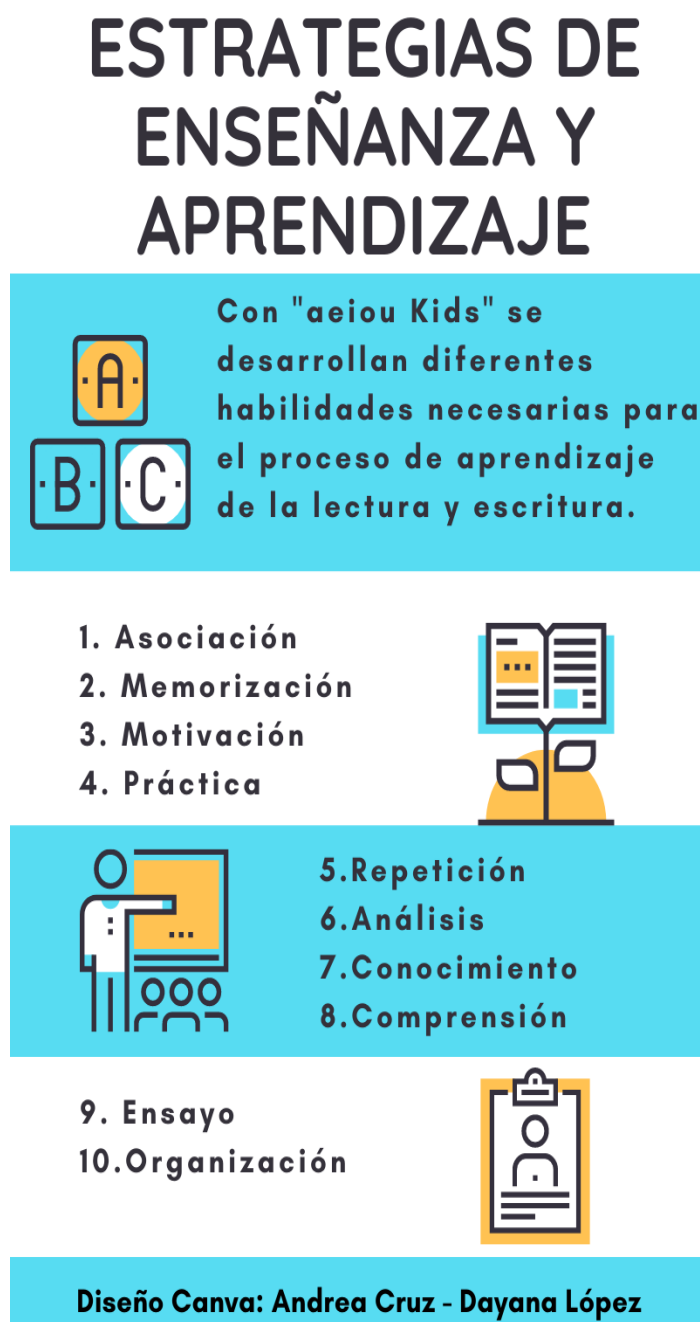 ESTRATEGIAS DE
ENSEÑANZA Y
APRENDIZAJE
Con "aeiou Kids" se
desarrollan diferentes
habilidades necesarias para
el proceso de aprendizaje
de la lectura y escritura.
A
B C
1. Asociación
2. Memorización
3. Motivación
4. Práctica
5.Repetición
6.Análisis
7.Conocimiento
8.Comprensión
9. Ensayo
10.Organización
Diseño Canva: Andrea Cruz - Dayana López